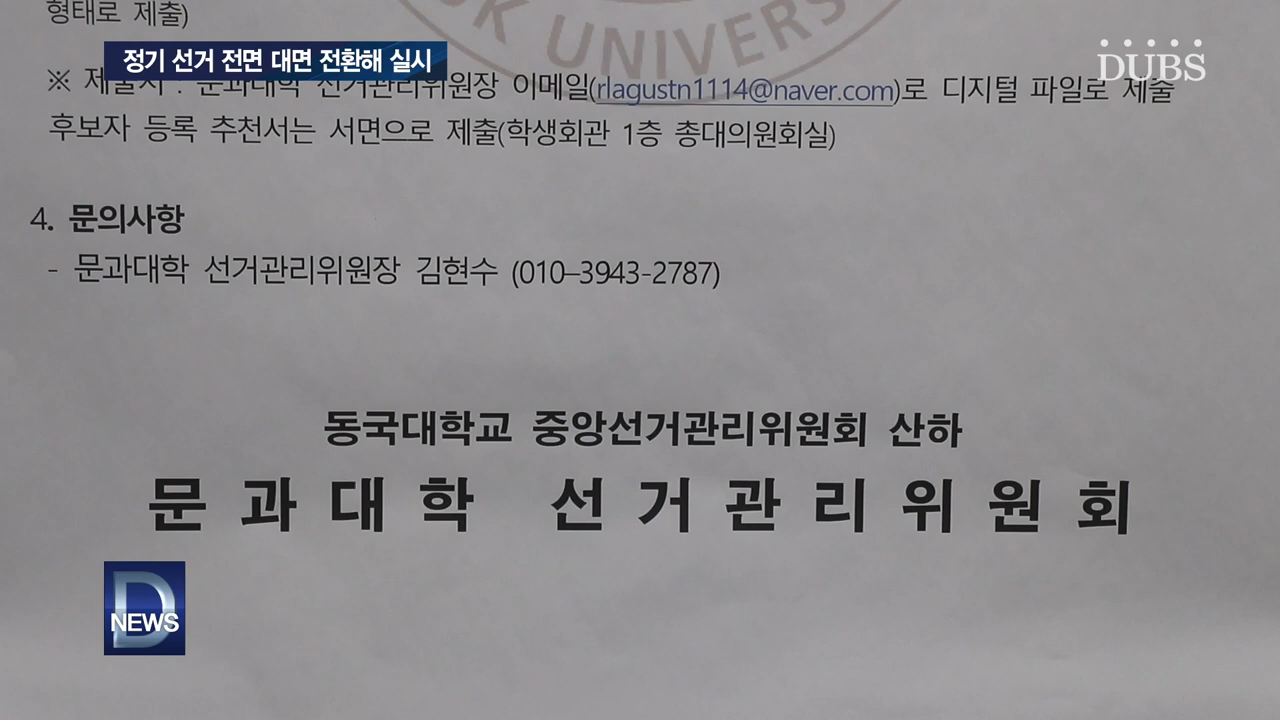 형태로 제출)
정기 선거 전면 대면 전환해 실시
DUBS
UK UNIVER
※ 제출처 : 문과대학 선거관리위원장 이메일(rlagustn1114@naver.com)로 디지털 파일로 제출
후보자 등록 추천서는 서면으로 제출(학생회관 1층 총대의원회실)
4. 문의사항
- 문과대학 선거관리위원장 김현수 (010–3943-2787)
동국대학교 중앙선거관리위원회 산하
문 과 대 학 선 거 관 리 위 원 회
D
NEWS